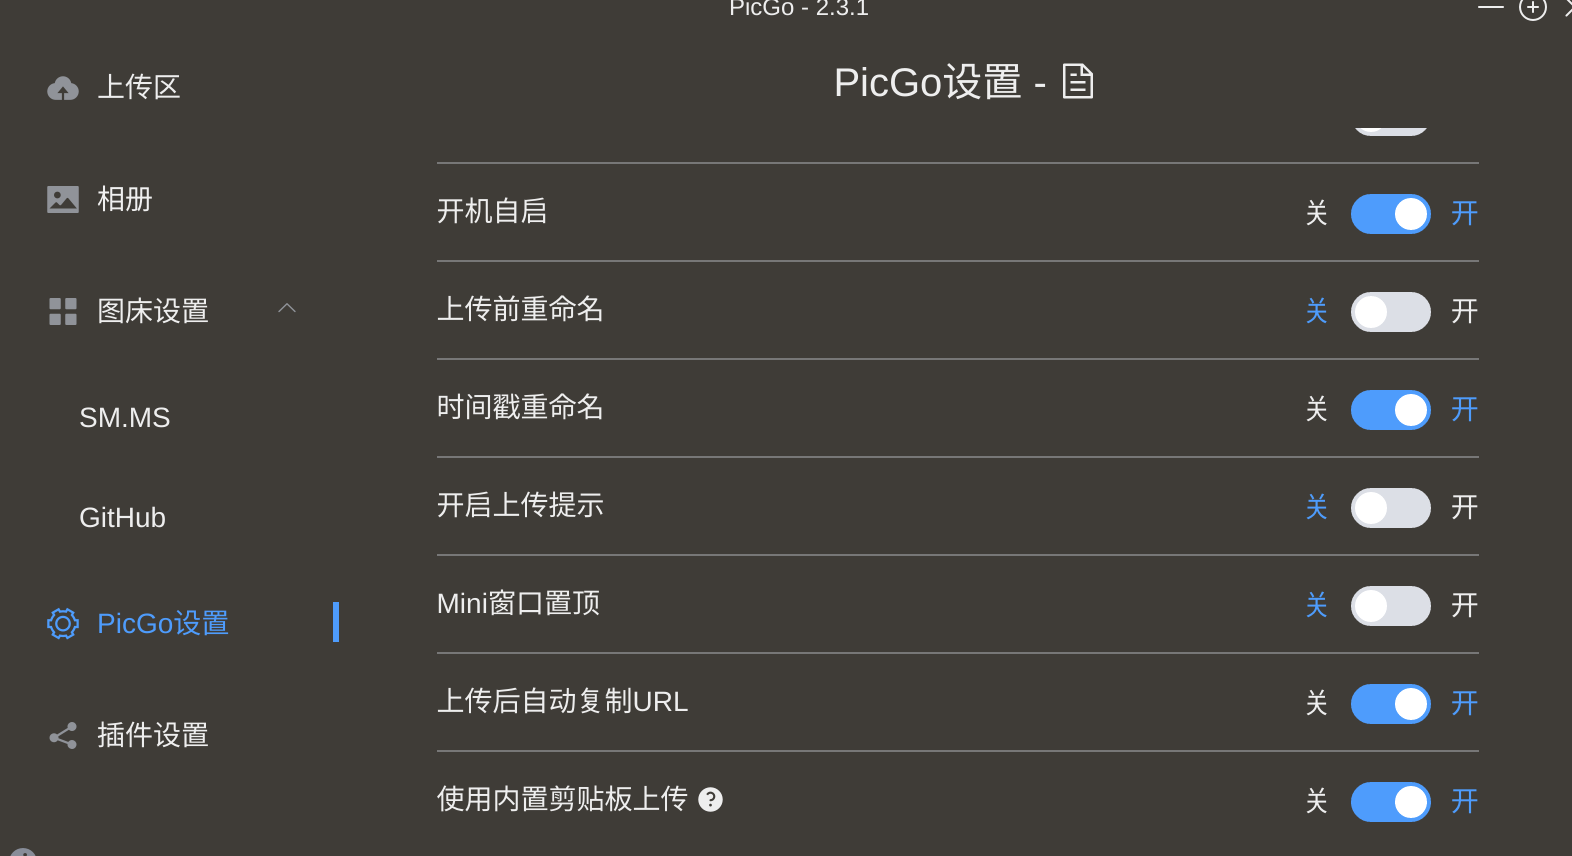 PicGo - 2.3.1
上传区
相册
图床设置
SM.MS
GitHub
PicGo设置
插件设置
PicGo设置 -
开机自启 关 开
上传前重命名 关 开
时间戳重命名 关 开
开启上传提示 关 开
Mini窗口置顶 关 开
上传后自动复制URL 关 开
使用内置剪贴板上传 关 开